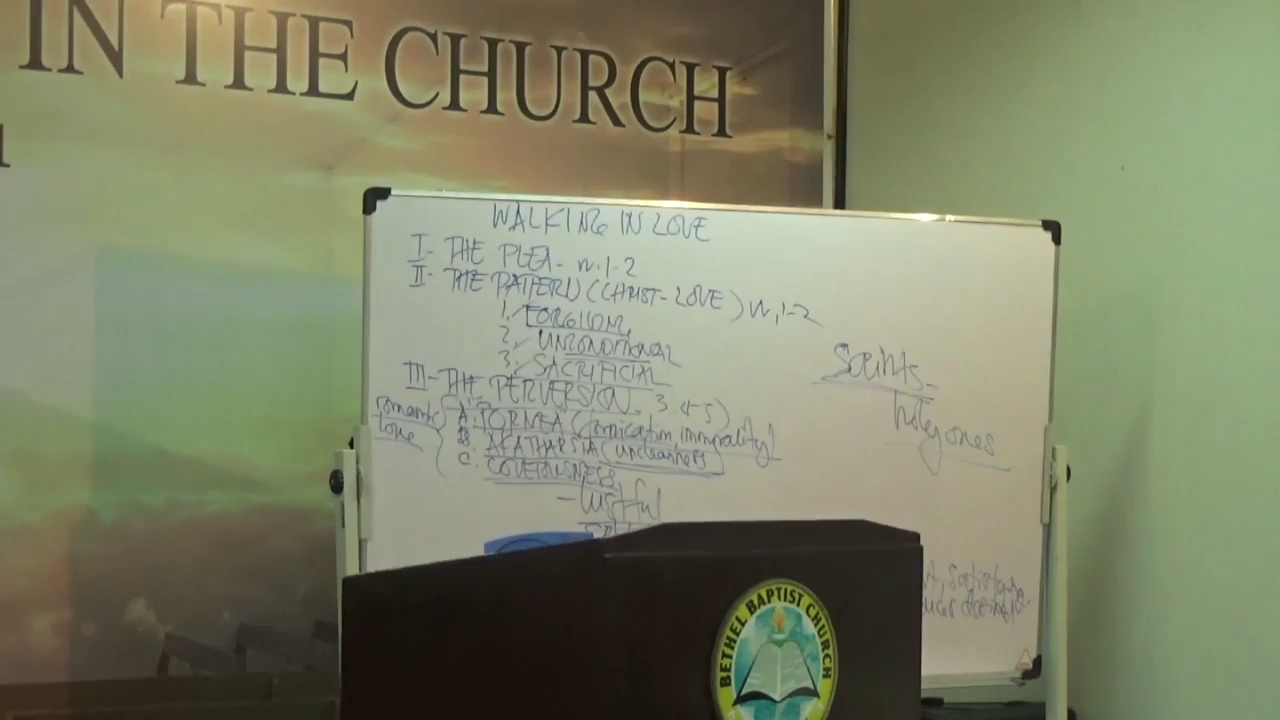 IN THE CHURCH
WALKING IN LOVE
I- THE PLEA- vv. 1-2
II- THE PATTERN (CHRIST-LOVE) vv, 1-2
1. FORGIVING
2. UNCONDITIONAL
3. SACRIFICIAL
III- THE PERVERSION, 3, 4-5)
romantic
love
A. PORNEA (fornication immorality)
B. AKATHARSIA (uncleanness)
C. COVETOUSNESS
- lustful
Saints-
holy ones
BETHEL BAPTIST CHURCH